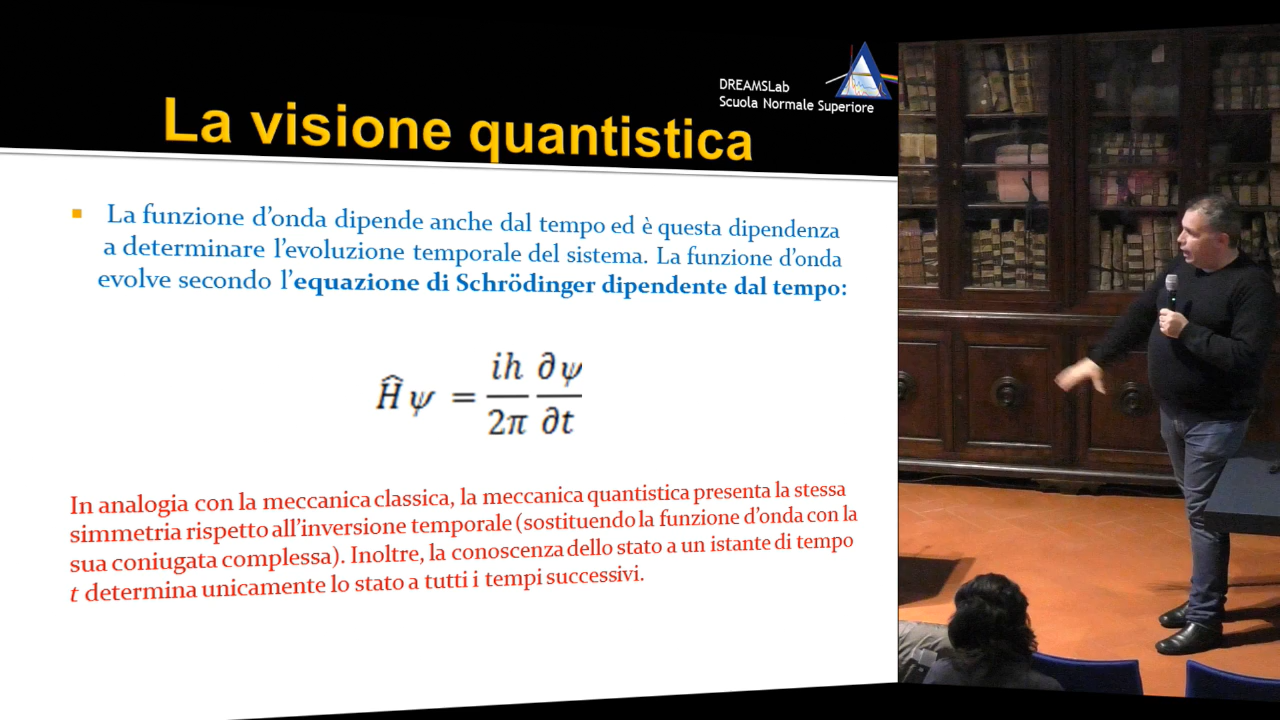 DREAMSLab
Scuola Normale Superiore
La visione quantistica
La funzione d'onda dipende anche dal tempo ed è questa dipendenza
a determinare l'evoluzione temporale del sistema. La funzione d'onda
evolve secondo l'equazione di Schrödinger dipendente dal tempo:
Ĥψ = ih/2π ∂ψ/∂t
In analogia con la meccanica classica, la meccanica quantistica presenta la stessa
simmetria rispetto all'inversione temporale (sostituendo la funzione d'onda con la
sua coniugata complessa). Inoltre, la conoscenza dello stato a un istante di tempo
t determina unicamente lo stato a tutti i tempi successivi.